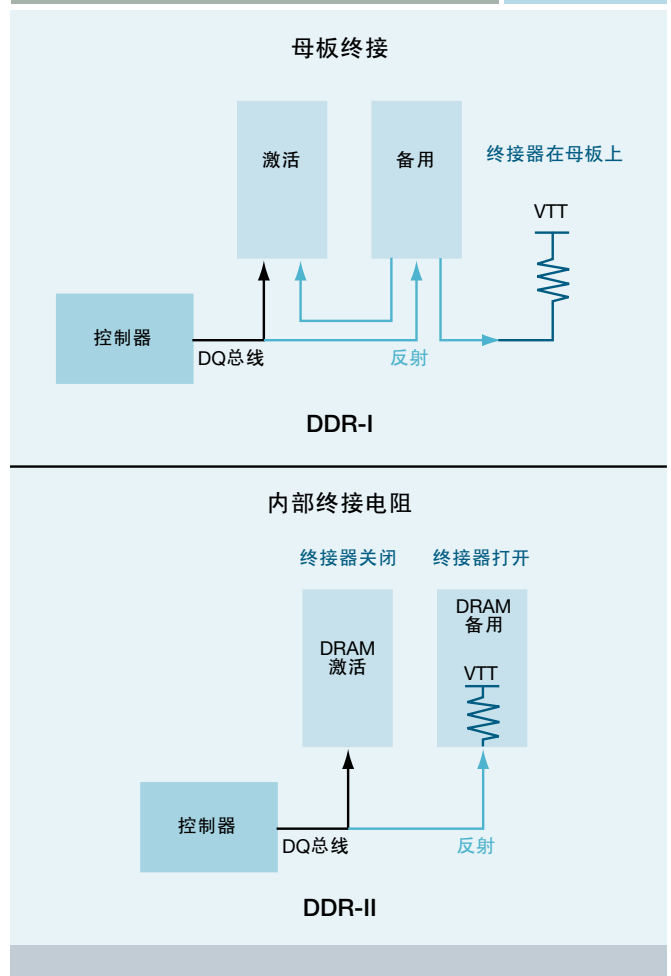 母板终接
激活
备用
终接器在母板上
VTT
控制器
DQ总线
反射
DDR-I
内部终接电阻
终接器关闭
终接器打开
DRAM
激活
DRAM
备用
VTT
控制器
DQ总线
反射
DDR-II